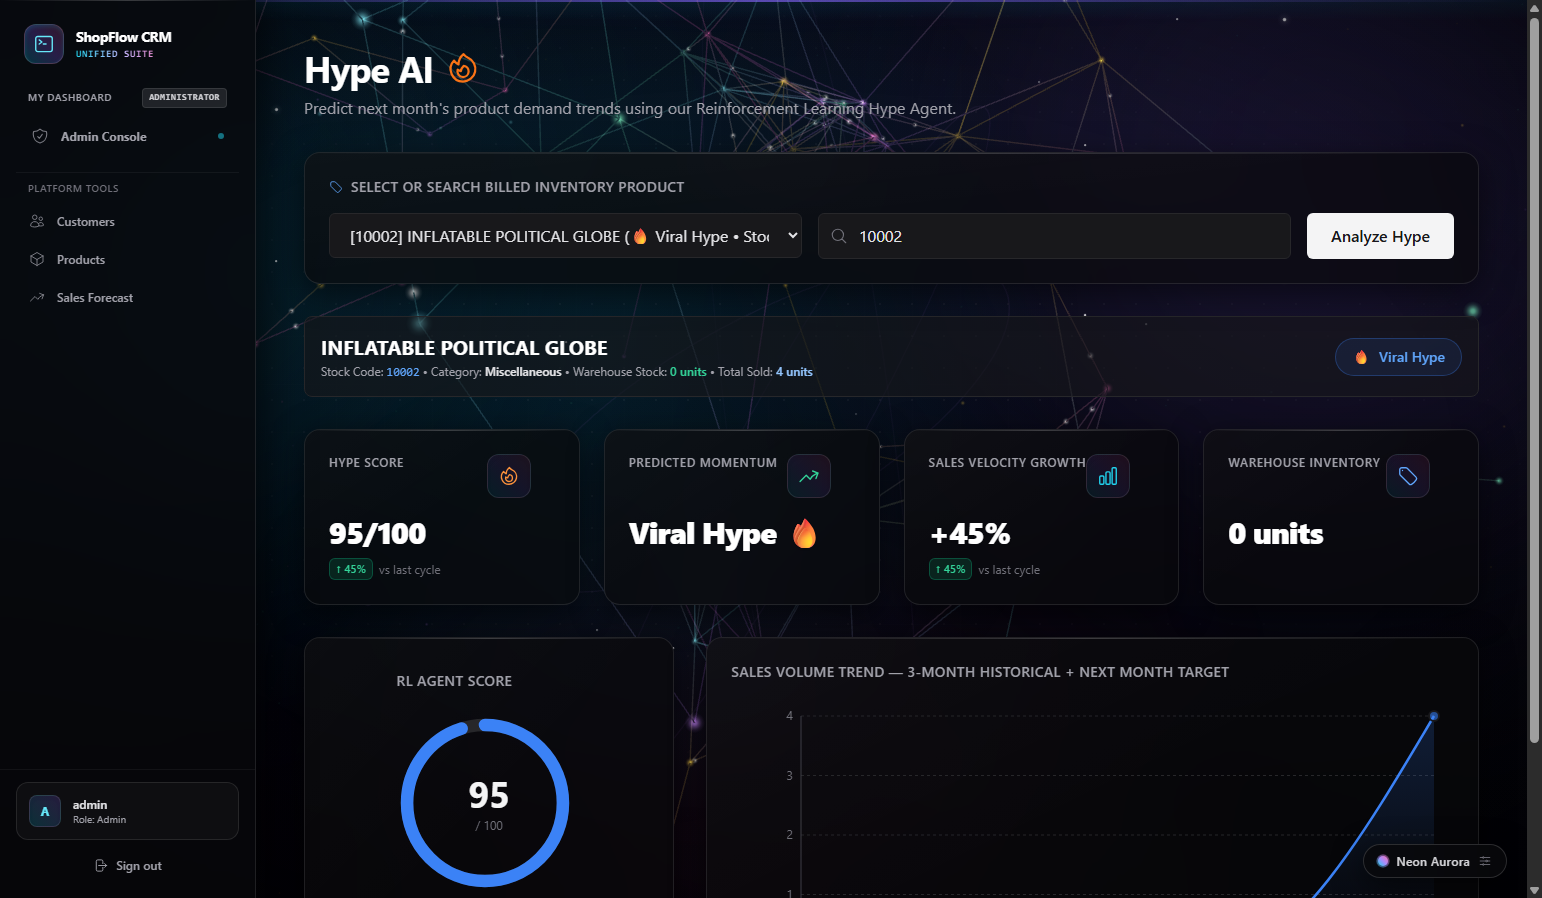 ShopFlow CRM
UNIFIED SUITE
MY DASHBOARD
ADMINISTRATOR
Admin Console
PLATFORM TOOLS
Customers
Products
Sales Forecast
A
admin
Role: Admin
Sign out
Hype AI
Predict next month's product demand trends using our Reinforcement Learning Hype Agent.
SELECT OR SEARCH BILLED INVENTORY PRODUCT
[10002] INFLATABLE POLITICAL GLOBE (🔥 Viral Hype • Stoc
10002
Analyze Hype
INFLATABLE POLITICAL GLOBE
Stock Code: 10002 • Category: Miscellaneous • Warehouse Stock: 0 units • Total Sold: 4 units
🔥 Viral Hype
HYPE SCORE
95/100
↑ 45% vs last cycle
PREDICTED MOMENTUM
Viral Hype 🔥
SALES VELOCITY GROWTH
+45%
↑ 45% vs last cycle
WAREHOUSE INVENTORY
0 units
RL AGENT SCORE
95
/ 100
SALES VOLUME TREND — 3-MONTH HISTORICAL + NEXT MONTH TARGET
4
3
2
1
Neon Aurora